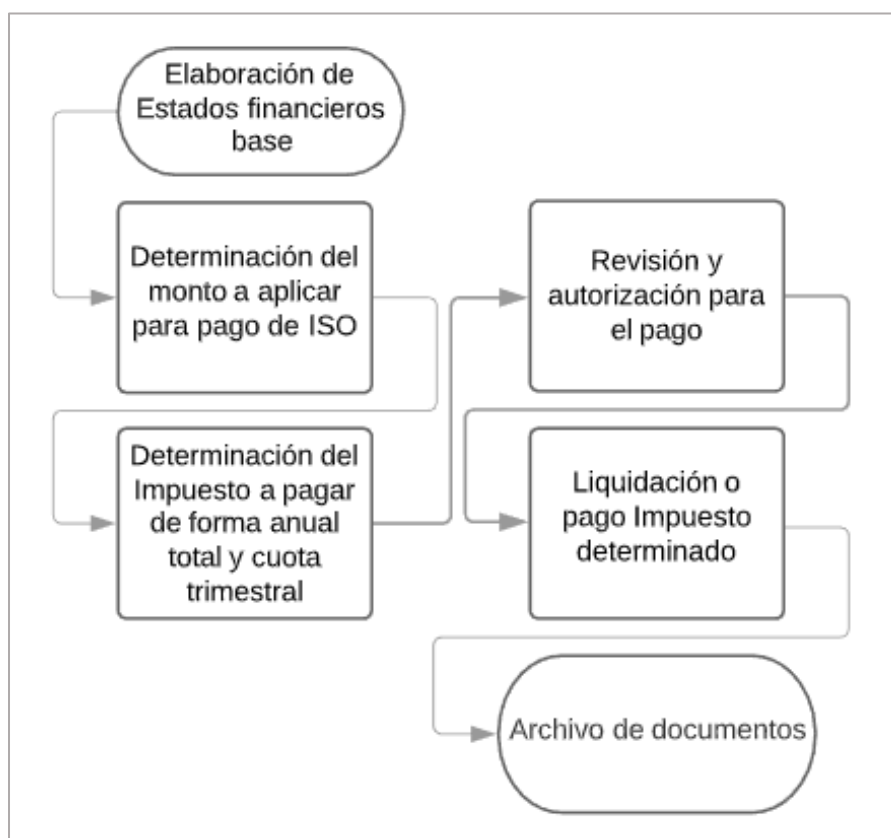 Elaboración de
Estados financieros
base
Determinación del
monto a aplicar
para pago de ISO
Determinación del
Impuesto a pagar
de forma anual
total y cuota
trimestral
Revisión y
autorización para
el pago
Liquidación o
pago Impuesto
determinado
Archivo de documentos